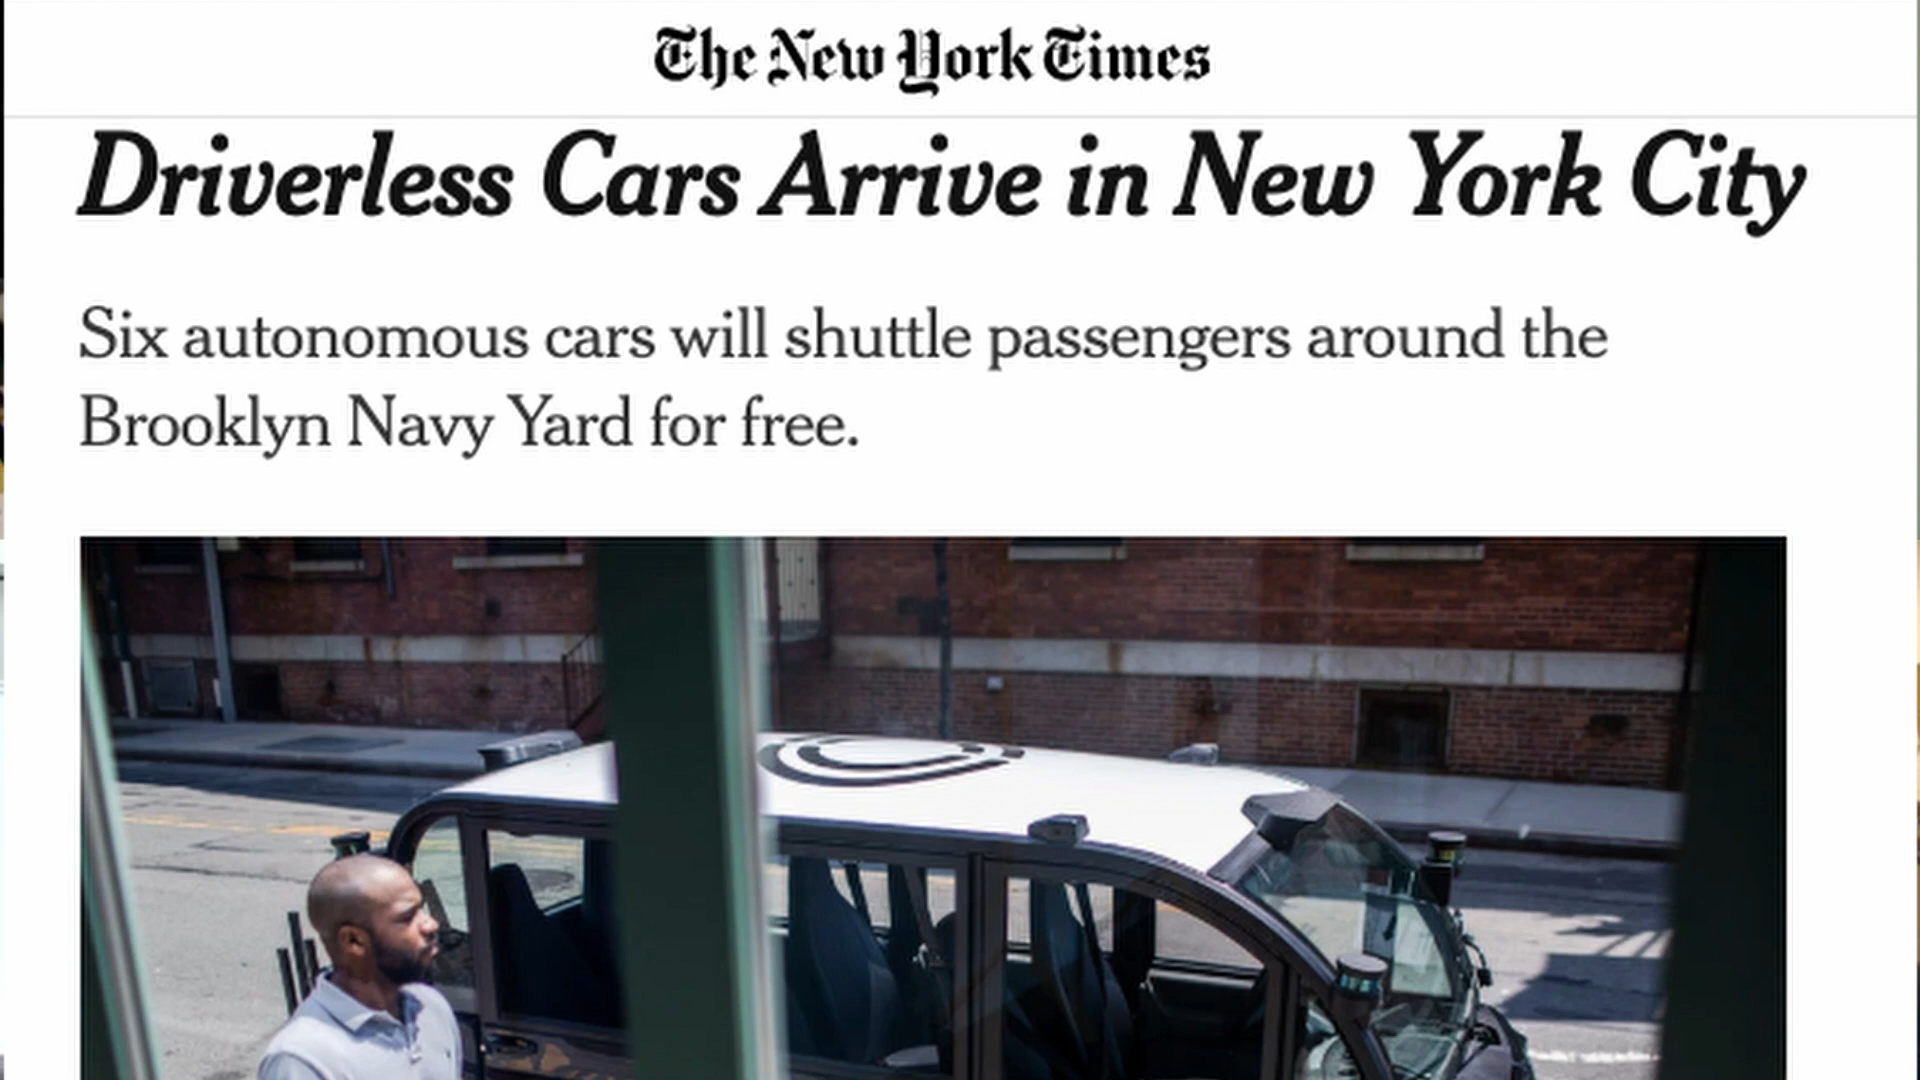 The New York Times
Driverless Cars Arrive in New York City
Six autonomous cars will shuttle passengers around the
Brooklyn Navy Yard for free.